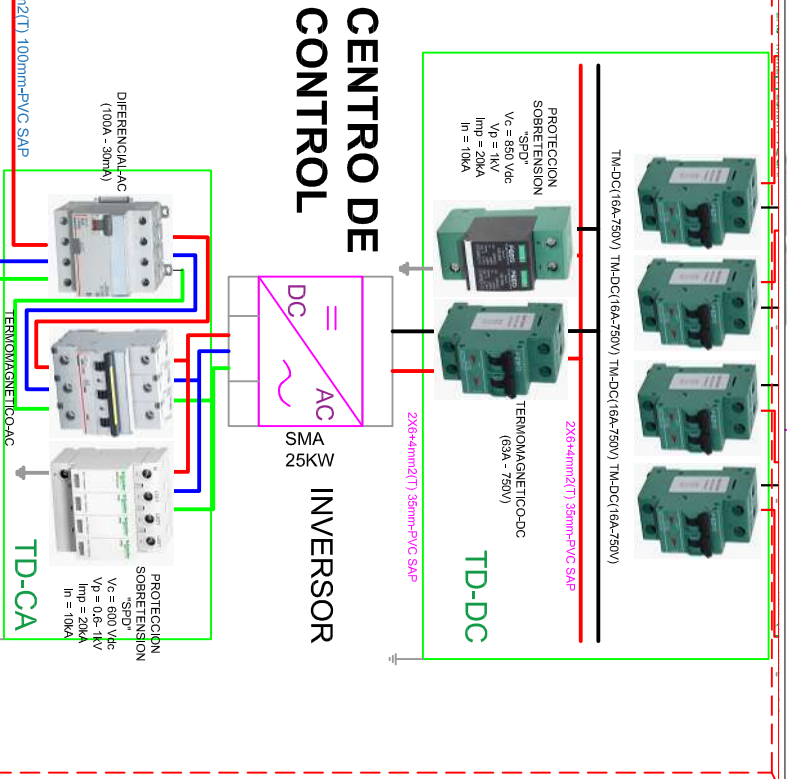 m2(T) 100mm-PVC SAP
DIFERENCIAL-AC
(100A - 30mA)
CENTRO DE
CONTROL
PROTECCION
SOBRETENSION
"SPD"
Vc = 850 Vdc
Vp = 1kV
Imp = 20kA
In = 10kA
TM-DC(16A-750V) TM-DC(16A-750V) TM-DC(16A-750V) TM-DC(16A-750V)
TERMOMAGNETICO-DC
(63A - 750V)
2X6+4mm2(T) 35mm-PVC SAP
2X6+4mm2(T) 35mm-PVC SAP
TD-DC
DC
AC
SMA
25KW
INVERSOR
TERMOMAGNETICO-AC
PROTECCION
SOBRETENSION
"SPD"
Vc = 600 Vdc
Vp = 0.6- 1kV
Imp = 20kA
In = 10kA
TD-CA